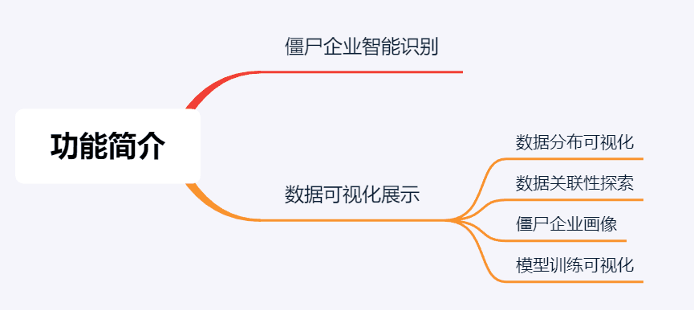 功能简介
僵尸企业智能识别
数据可视化展示
数据分布可视化
数据关联性探索
僵尸企业画像
模型训练可视化